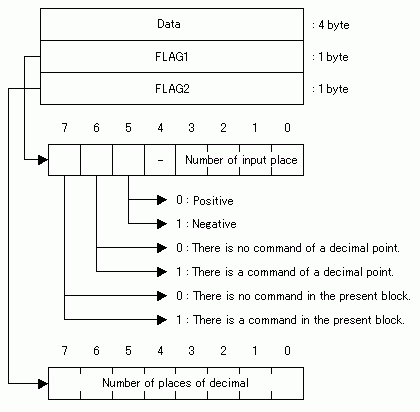 Data : 4 byte
FLAG1 : 1 byte
FLAG2 : 1 byte
7 6 5 4 3 2 1 0
- Number of input place
0 : Positive
1 : Negative
0 : There is no command of a decimal point.
1 : There is a command of a decimal point.
0 : There is no command in the present block.
1 : There is a command in the present block.
7 6 5 4 3 2 1 0
Number of places of decimal